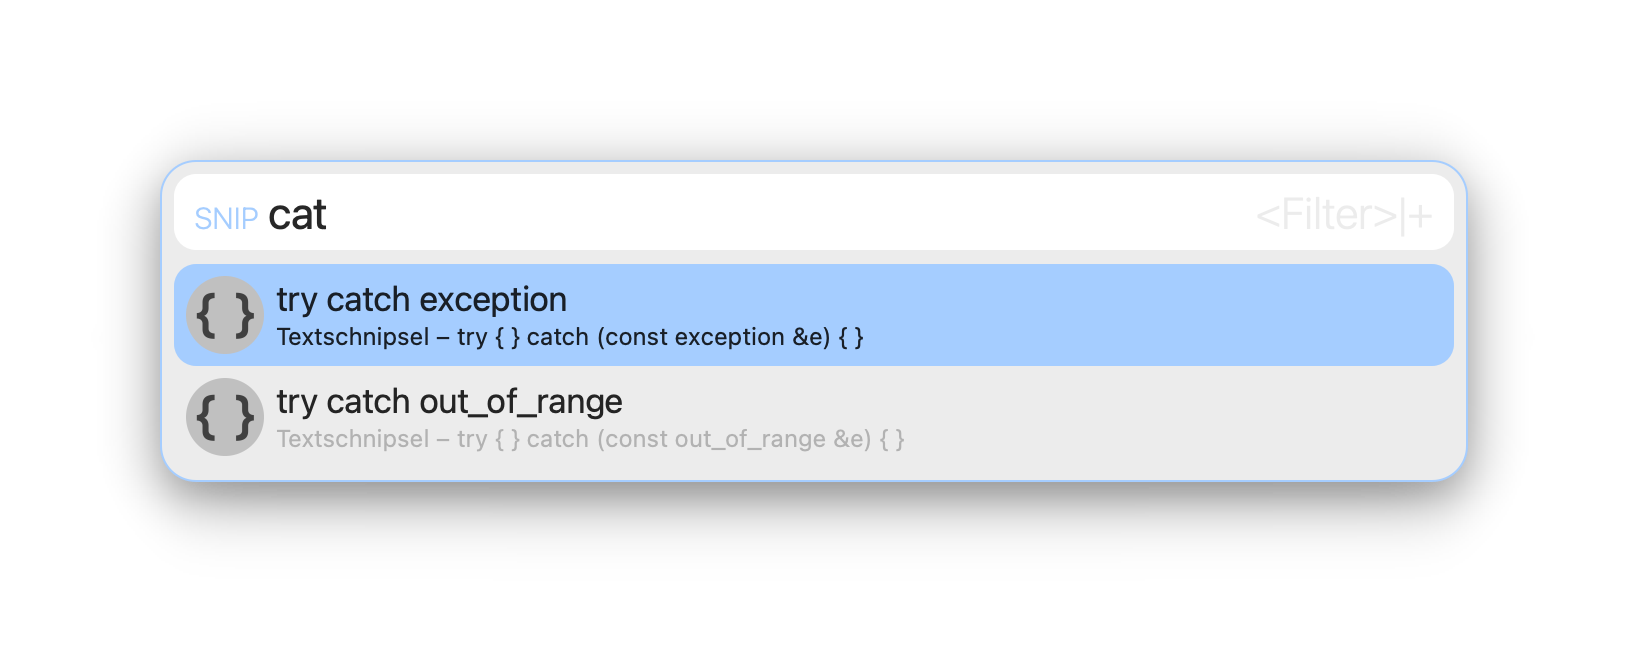 SNIP cat <Filter>|+
{ } try catch exception
Textschnipsel – try { } catch (const exception &e) { }
{ } try catch out_of_range
Textschnipsel – try { } catch (const out_of_range &e) { }